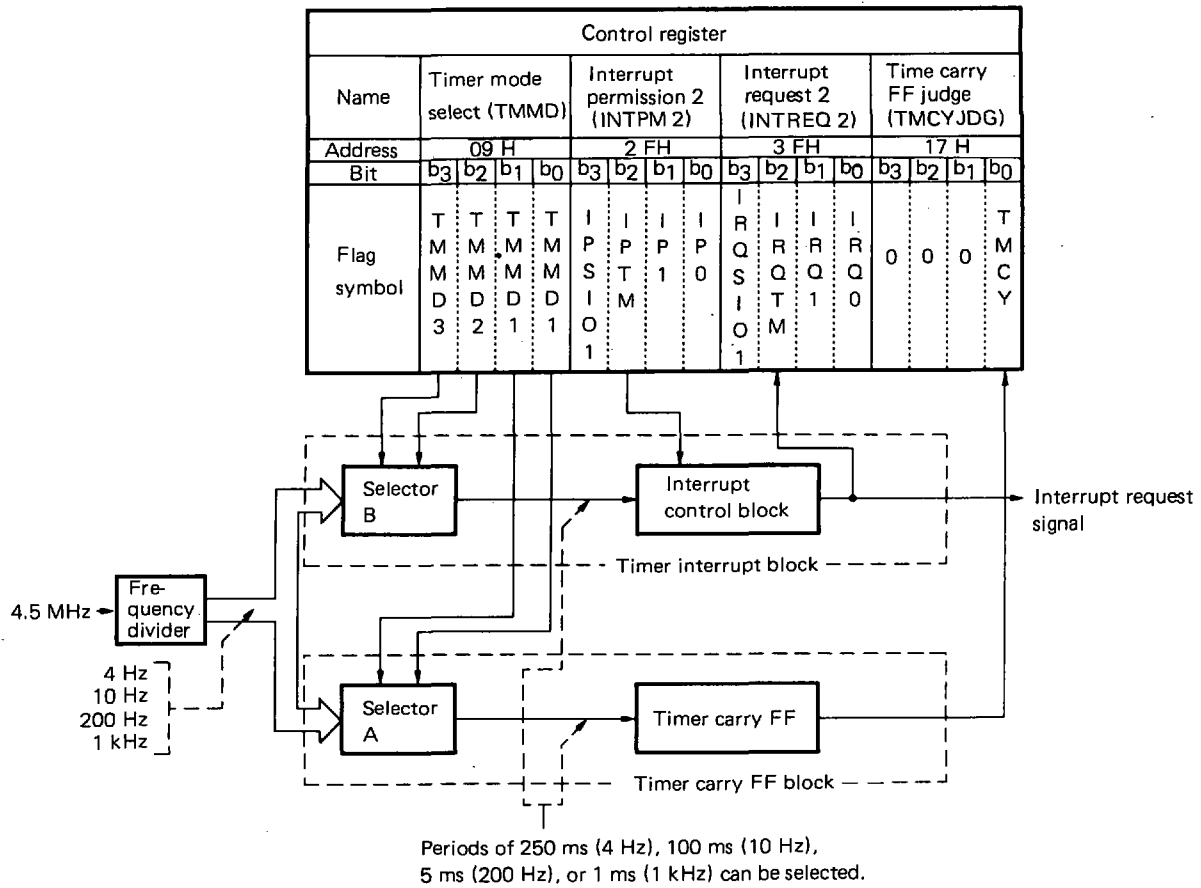 Control register
Name
Timer mode
select (TMMD)
Interrupt
permission 2
(INTPM 2)
Interrupt
request 2
(INTREQ 2)
Time carry
FF judge
(TMCYJDG)
Address
09 H
2 FH
3 FH
17 H
Bit
b3 b2 b1 b0 b3 b2 b1 b0 b3 b2 b1 b0 b3 b2 b1 b0
Flag
symbol
TMMD3
TMMD2
TMMD1
TMMD1
IPSIO1
IPTM
IP1
IP0
IRQSIO1
IRQTM
IRQ1
IRQ0
0
0
0
TMCY
Selector
B
Interrupt
control block
Interrupt request
signal
Timer interrupt block
4.5 MHz
Fre-
quency
divider
4 Hz
10 Hz
200 Hz
1 kHz
Selector
A
Timer carry FF
Timer carry FF block
Periods of 250 ms (4 Hz), 100 ms (10 Hz),
5 ms (200 Hz), or 1 ms (1 kHz) can be selected.